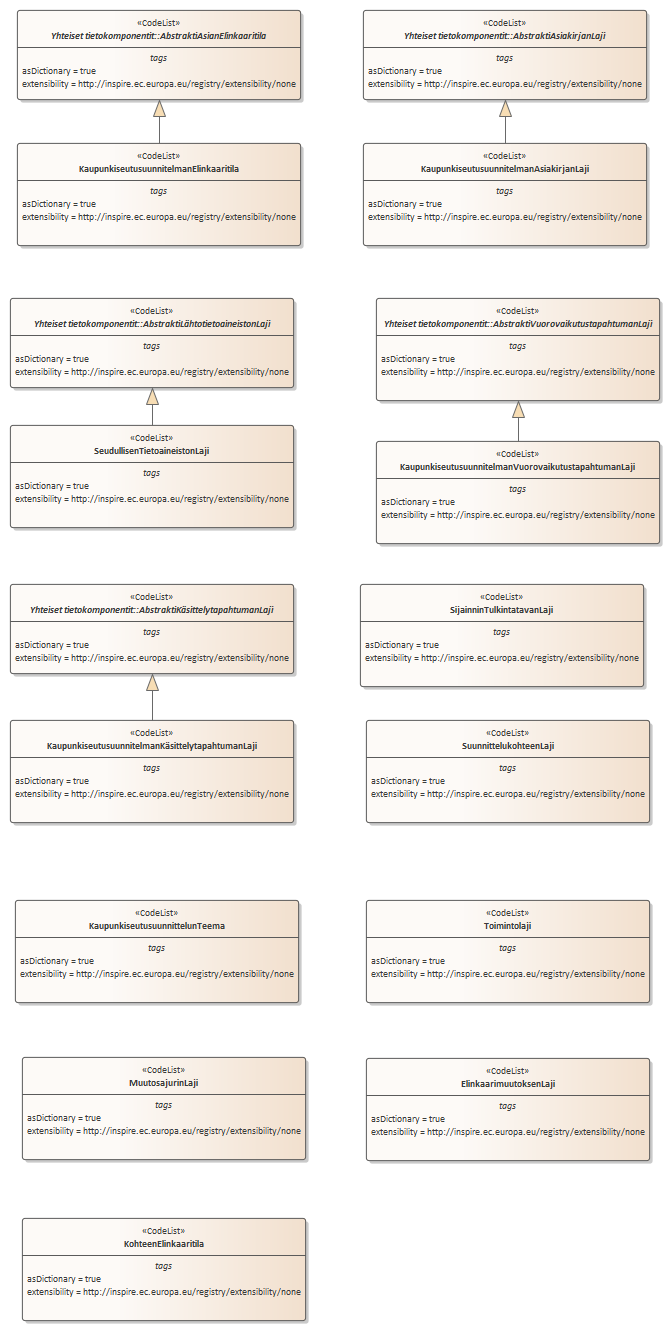 «CodeList»
Yhteiset tietokomponentit::AbstraktiAsianElinkaaritila
tags
asDictionary = true
extensibility = http://inspire.ec.europa.eu/registry/extensibility/none
«CodeList»
Yhteiset tietokomponentit::AbstraktiAsiakirjanLaji
tags
asDictionary = true
extensibility = http://inspire.ec.europa.eu/registry/extensibility/none
«CodeList»
KaupunkiseutusuunnitelmanElinkaaritila
tags
asDictionary = true
extensibility = http://inspire.ec.europa.eu/registry/extensibility/none
«CodeList»
KaupunkiseutusuunnitelmanAsiakirjanLaji
tags
asDictionary = true
extensibility = http://inspire.ec.europa.eu/registry/extensibility/none
«CodeList»
Yhteiset tietokomponentit::AbstraktiLähtotietoaineistonLaji
tags
asDictionary = true
extensibility = http://inspire.ec.europa.eu/registry/extensibility/none
«CodeList»
Yhteiset tietokomponentit::AbstraktiVuorovaikutustapahtumanLaji
tags
asDictionary = true
extensibility = http://inspire.ec.europa.eu/registry/extensibility/none
«CodeList»
SeudullisenTietoaineistonLaji
tags
asDictionary = true
extensibility = http://inspire.ec.europa.eu/registry/extensibility/none
«CodeList»
KaupunkiseutusuunnitelmanVuorovaikutustapahtumanLaji
tags
asDictionary = true
extensibility = http://inspire.ec.europa.eu/registry/extensibility/none
«CodeList»
Yhteiset tietokomponentit::AbstraktiKäsittelytapahtumanLaji
tags
asDictionary = true
extensibility = http://inspire.ec.europa.eu/registry/extensibility/none
«CodeList»
SijainninTulkintatavanLaji
tags
asDictionary = true
extensibility = http://inspire.ec.europa.eu/registry/extensibility/none
«CodeList»
KaupunkiseutusuunnitelmanKäsittelytapahtumanLaji
tags
asDictionary = true
extensibility = http://inspire.ec.europa.eu/registry/extensibility/none
«CodeList»
SuunnittelukohteenLaji
tags
asDictionary = true
extensibility = http://inspire.ec.europa.eu/registry/extensibility/none
«CodeList»
KaupunkiseutusuunnittelunTeema
tags
asDictionary = true
extensibility = http://inspire.ec.europa.eu/registry/extensibility/none
«CodeList»
Toimintolaji
tags
asDictionary = true
extensibility = http://inspire.ec.europa.eu/registry/extensibility/none
«CodeList»
MuutosajurinLaji
tags
asDictionary = true
extensibility = http://inspire.ec.europa.eu/registry/extensibility/none
«CodeList»
ElinkaarimuutoksenLaji
tags
asDictionary = true
extensibility = http://inspire.ec.europa.eu/registry/extensibility/none
«CodeList»
KohteenElinkaaritila
tags
asDictionary = true
extensibility = http://inspire.ec.europa.eu/registry/extensibility/none